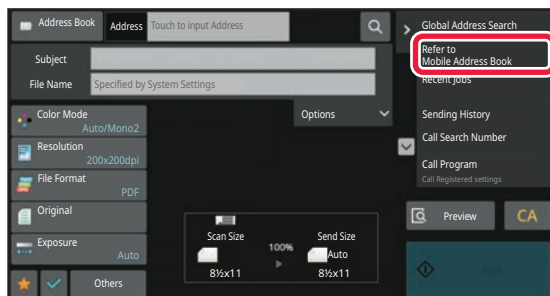 Address Book
Address
Touch to input Address
Subject
File Name
Specified by System Settings
Color Mode
Auto/Mono2
Resolution
200x200dpi
File Format
PDF
Original
Exposure
Auto
Others
Options
Scan Size
100%
Send Size
Auto
8½x11
8½x11
Global Address Search
Refer to
Mobile Address Book
Recent Jobs
Sending History
Call Search Number
Call Program
Call Registered settings
Preview
CA
Start